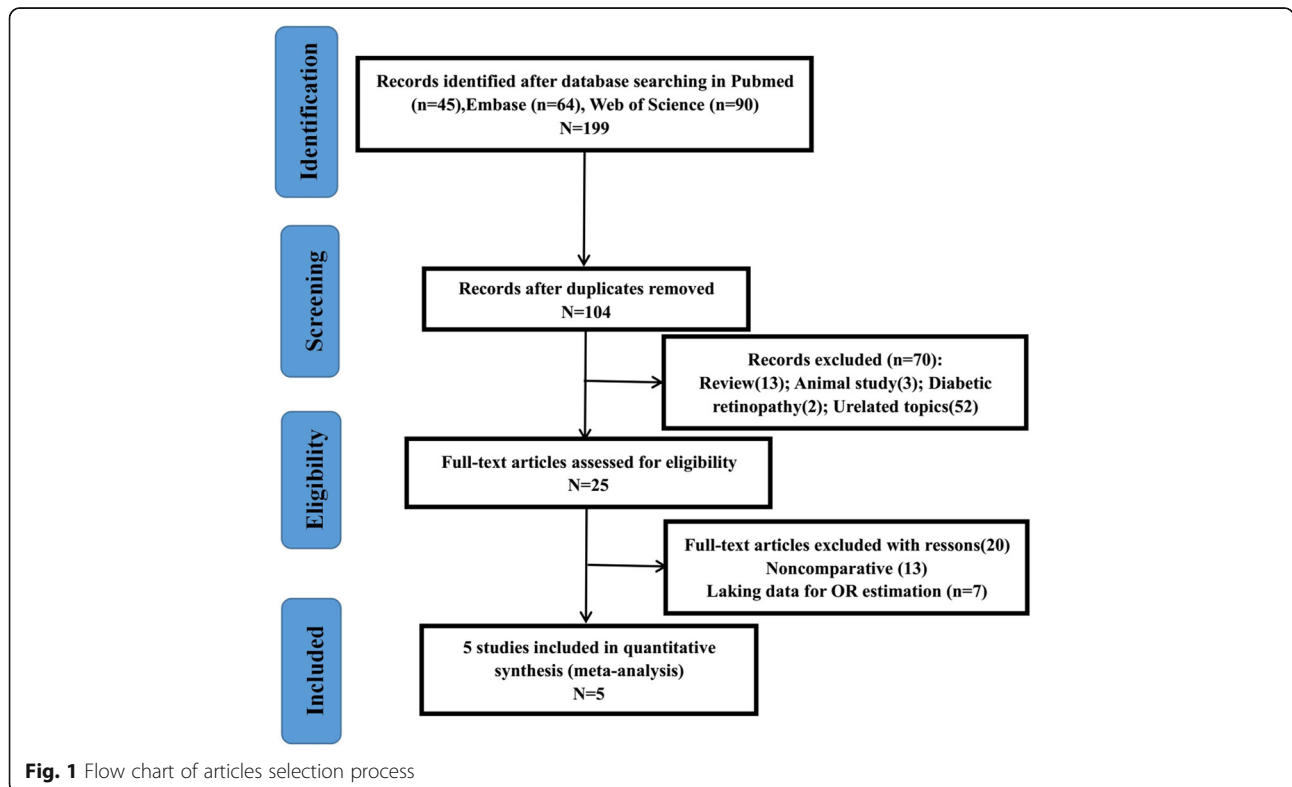 Identification
Records identified after database searching in Pubmed
(n=45),Embase (n=64), Web of Science (n=90)
N=199
Screening
Records after duplicates removed
N=104
Records excluded (n=70):
Review(13); Animal study(3); Diabetic
retinopathy(2); Urelated topics(52)
Eligibility
Full-text articles assessed for eligibility
N=25
Full-text articles excluded with ressons(20)
Noncomparative (13)
Laking data for OR estimation (n=7)
Included
5 studies included in quantitative
synthesis (meta-analysis)
N=5
Fig. 1 Flow chart of articles selection process